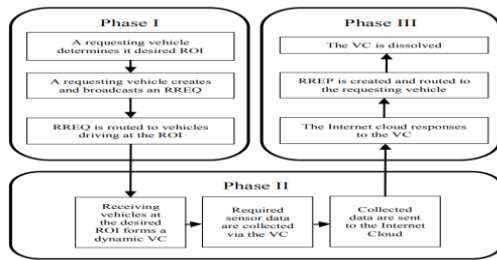 Phase I
A requesting vehicle
determines it desired ROI
A requesting vehicle creates
and broadcasts an RREQ
RREQ is routed to vehicles
driving at the ROI
Phase III
The VC is dissolved
RREP is created and routed to
the requesting vehicle
The Internet cloud responses
to the VC
Phase II
Receiving
vehicles at
the desired
ROI forms a
dynamic VC
Required
sensor data
are collected
via the VC
Collected
data are sent
to the Internet
Cloud